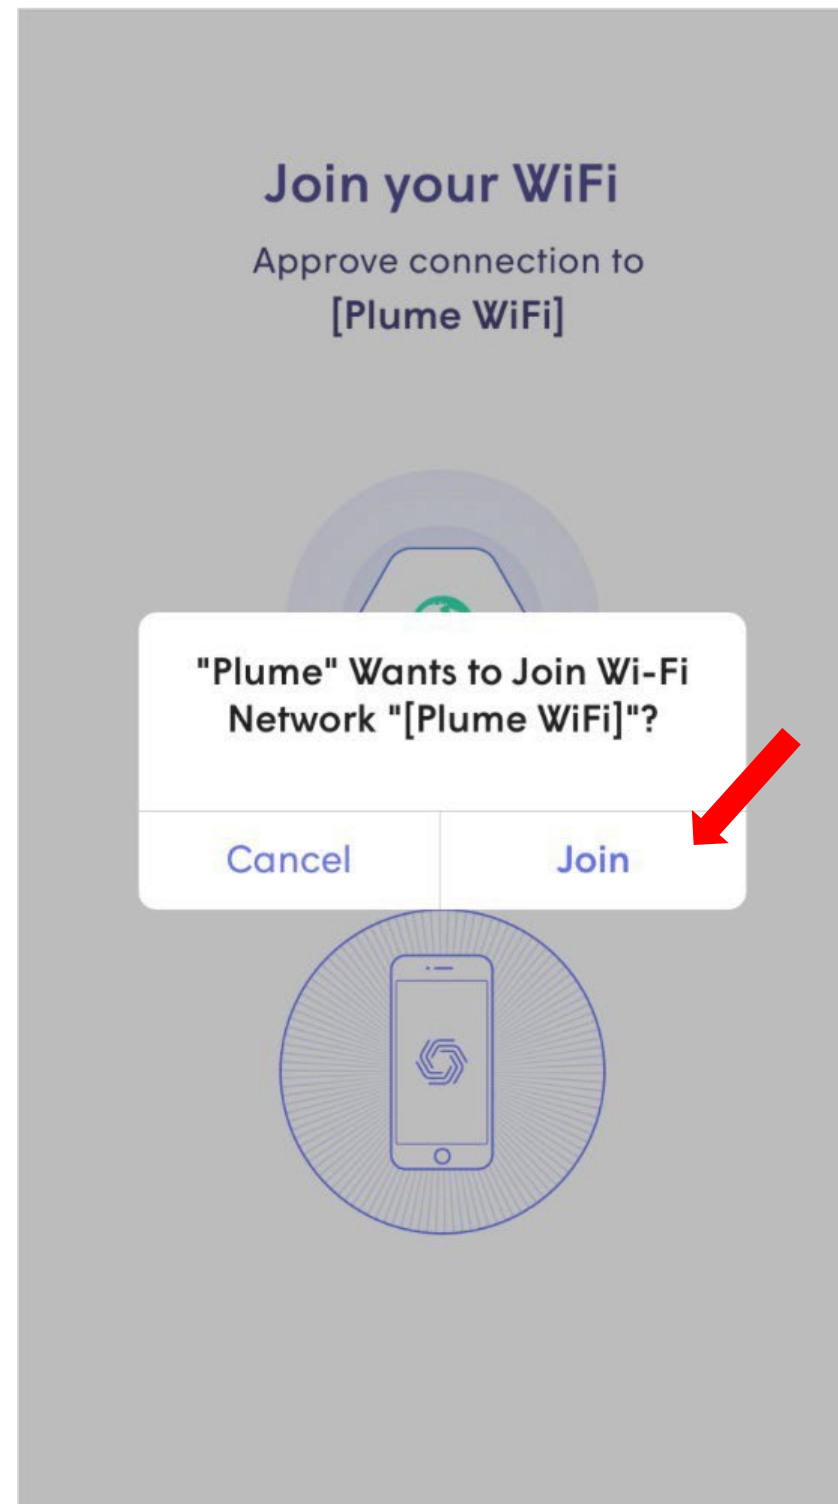 Join your WiFi
Approve connection to
[Plume WiFi]
"Plume" Wants to Join Wi-Fi
Network "[Plume WiFi]"?
Cancel
Join